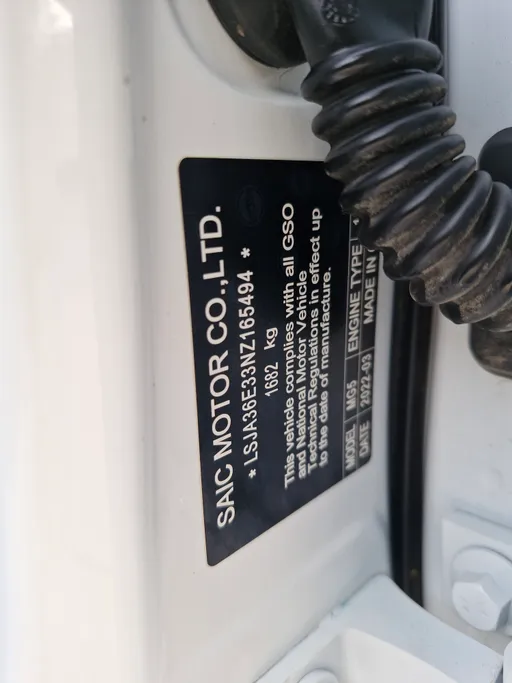 SAIC MOTOR CO.,LTD.
* LSJA36E33NZ165494 *
1682 kg
This vehicle complies with all GSO
and National Motor Vehicle
Technical Regulations in effect up
to the date of manufacture.
MODEL MG5 ENGINE TYPE
DATE 2022-03 MADE IN